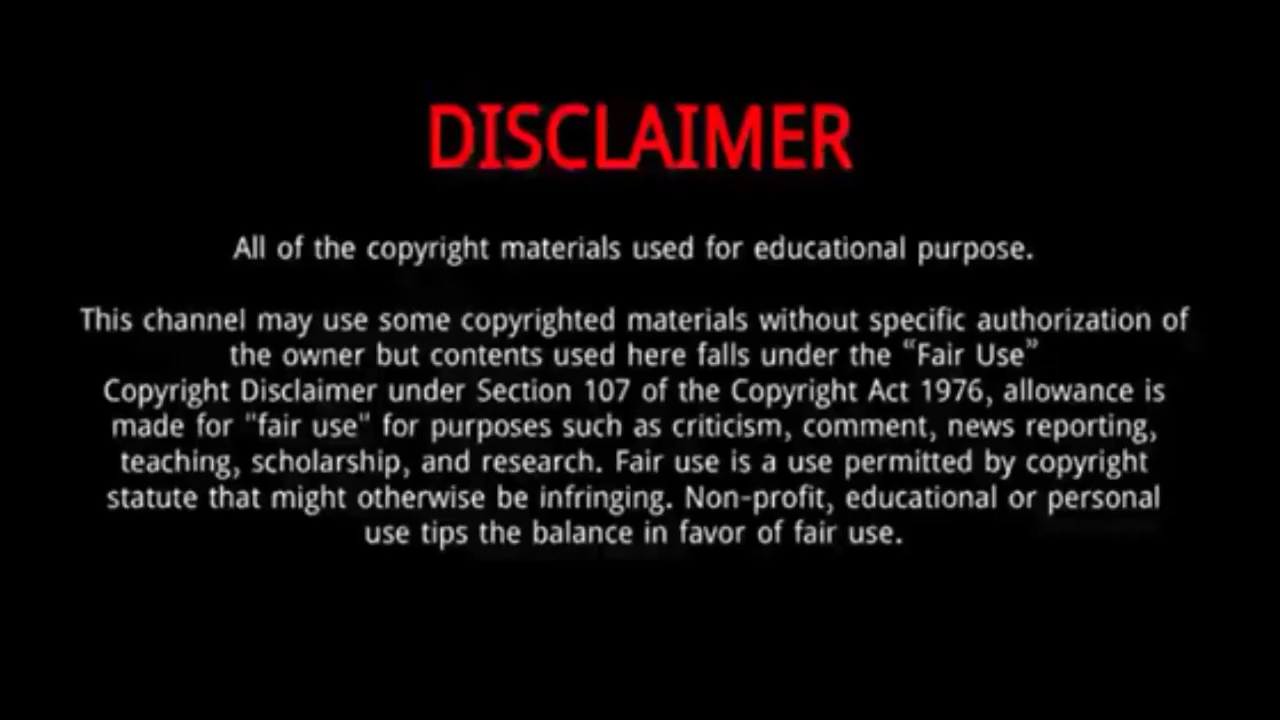 DISCLAIMER
All of the copyright materials used for educational purpose.
This channel may use some copyrighted materials without specific authorization of
the owner but contents used here falls under the “Fair Use”
Copyright Disclaimer under Section 107 of the Copyright Act 1976, allowance is
made for "fair use" for purposes such as criticism, comment, news reporting,
teaching, scholarship, and research. Fair use is a use permitted by copyright
statute that might otherwise be infringing. Non-profit, educational or personal
use tips the balance in favor of fair use.